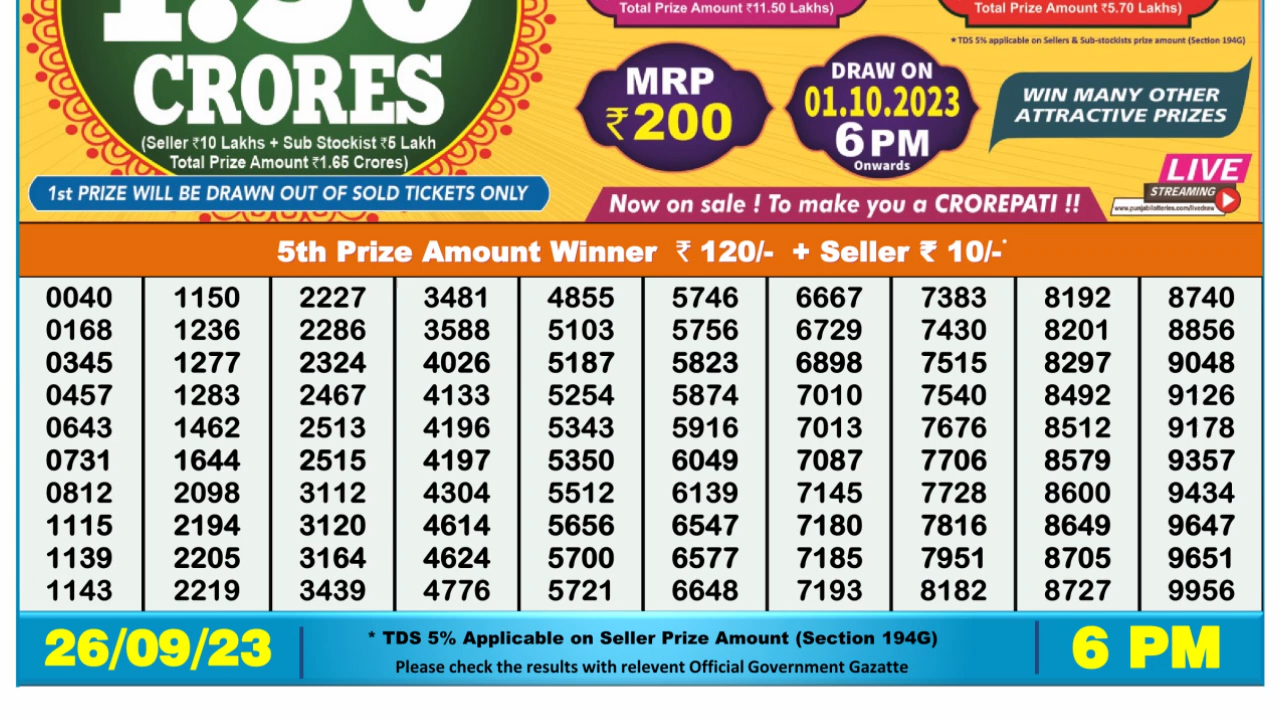 1.50
CRORES
(Seller ₹10 Lakhs + Sub Stockist ₹5 Lakh
Total Prize Amount ₹1.65 Crores)
1st PRIZE WILL BE DRAWN OUT OF SOLD TICKETS ONLY
Total Prize Amount ₹11.50 Lakhs)
Total Prize Amount ₹5.70 Lakhs)
* TDS 5% applicable on Sellers & Sub-stockists prize amount (Section 194G)
MRP
₹200
DRAW ON
01.10.2023
6 PM
Onwards
WIN MANY OTHER
ATTRACTIVE PRIZES
LIVE
STREAMING
www.punjablotteries.com/livedraw
Now on sale ! To make you a CROREPATI !!
5th Prize Amount Winner ₹ 120/- + Seller ₹ 10/-*
0040 1150 2227 3481 4855 5746 6667 7383 8192 8740
0168 1236 2286 3588 5103 5756 6729 7430 8201 8856
0345 1277 2324 4026 5187 5823 6898 7515 8297 9048
0457 1283 2467 4133 5254 5874 7010 7540 8492 9126
0643 1462 2513 4196 5343 5916 7013 7676 8512 9178
0731 1644 2515 4197 5350 6049 7087 7706 8579 9357
0812 2098 3112 4304 5512 6139 7145 7728 8600 9434
1115 2194 3120 4614 5656 6547 7180 7816 8649 9647
1139 2205 3164 4624 5700 6577 7185 7951 8705 9651
1143 2219 3439 4776 5721 6648 7193 8182 8727 9956
26/09/23
* TDS 5% Applicable on Seller Prize Amount (Section 194G)
Please check the results with relevent Official Government Gazatte
6 PM